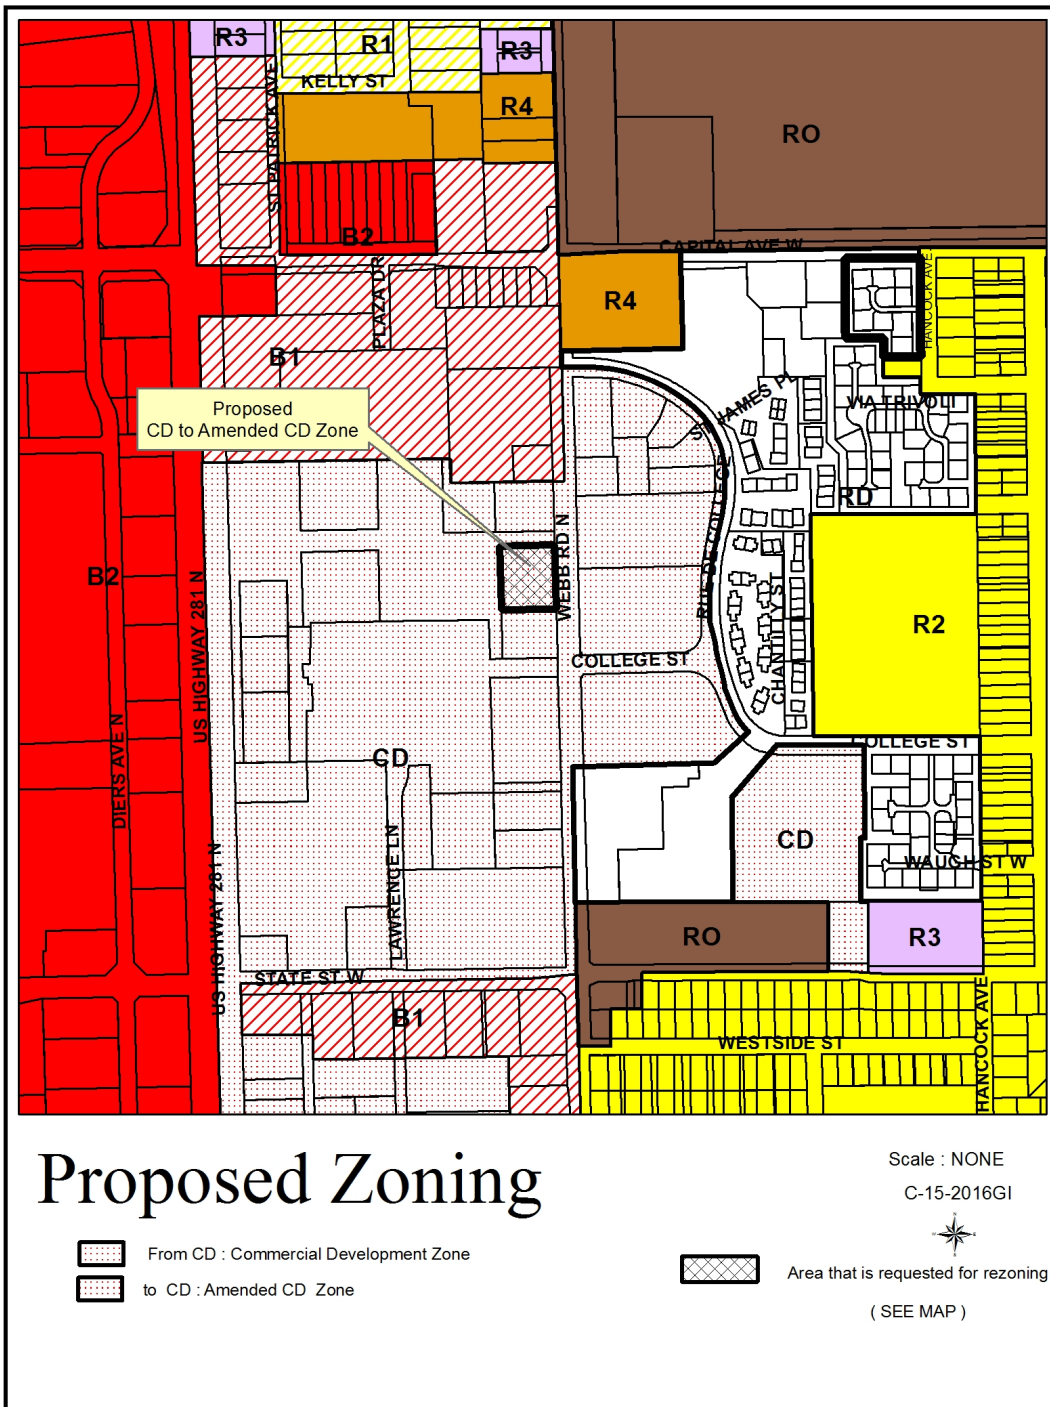 R3
R1
R3
KELLY ST
ST PATRICK AVE
R4
RO
B2
CAPITAL AVE W
PLAZA DR
HANCOCK AVE
R4
B1
Proposed
CD to Amended CD Zone
ST JAMES PL
VIA TRIVOLI
RD
RUE DE COLLEGE
WEBB RD N
B2
US HIGHWAY 281 N
CHANTILLY ST
R2
COLLEGE ST
COLLEGE ST
CD
DIERS AVE N
CD
LAWRENCE LN
WAUGH ST W
US HIGHWAY 281 N
RO
R3
STATE ST W
B1
WESTSIDE ST
HANCOCK AVE
Proposed Zoning
Scale : NONE
C-15-2016GI
N
W
E
S
From CD : Commercial Development Zone
to CD : Amended CD Zone
Area that is requested for rezoning
( SEE MAP )